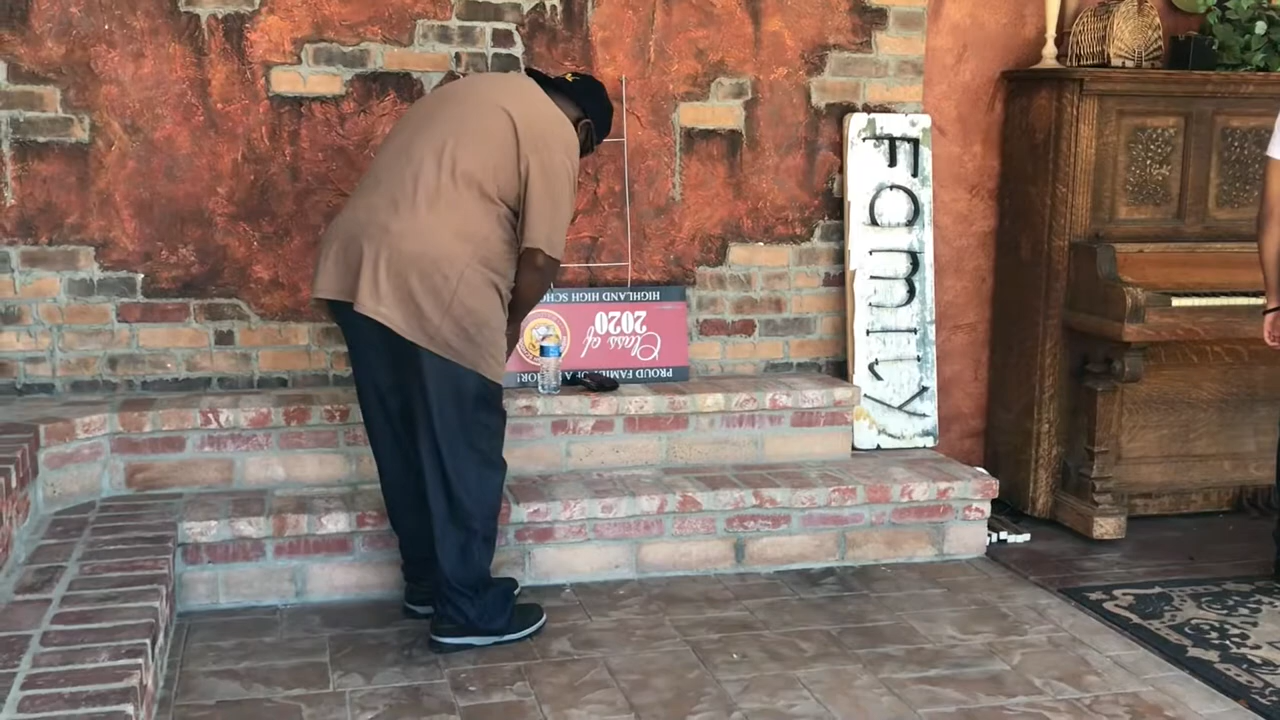 HIGHLAND HIGH SCHO
Class of
2020
PROUD FAMILY OF A
Family